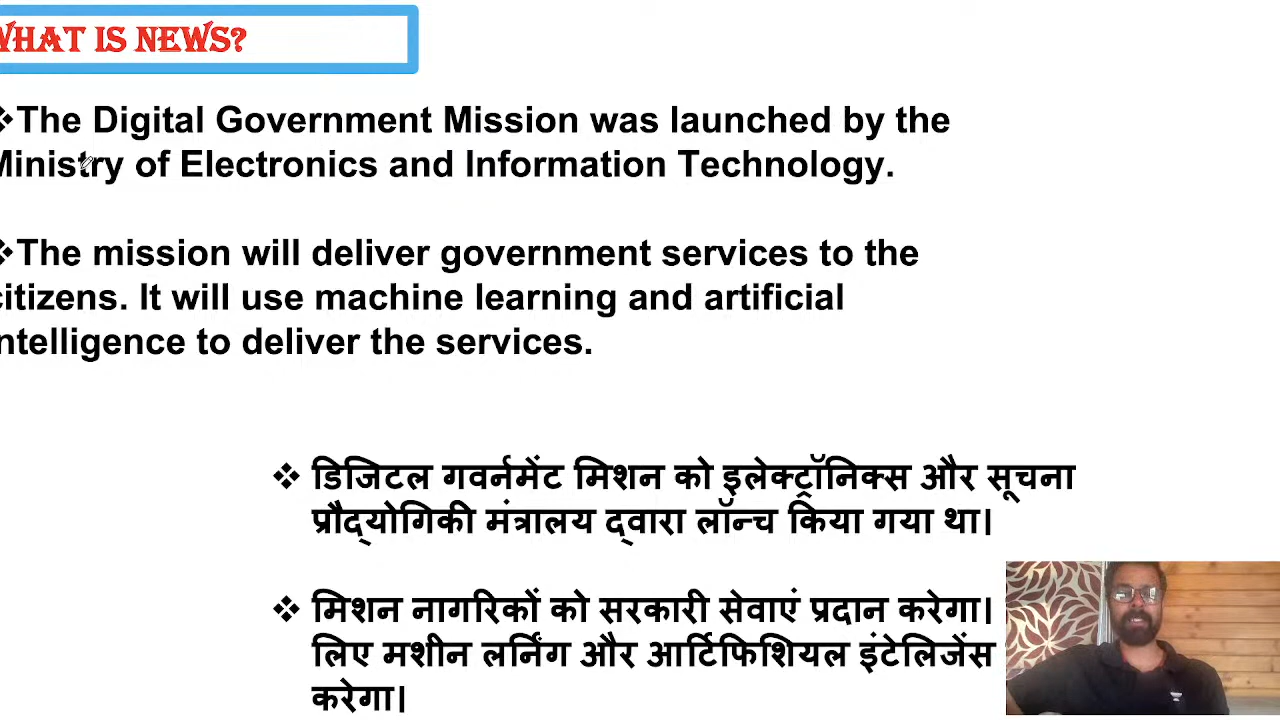 WHAT IS NEWS?
❖The Digital Government Mission was launched by the
Ministry of Electronics and Information Technology.
❖The mission will deliver government services to the
citizens. It will use machine learning and artificial
intelligence to deliver the services.
❖ डिजिटल गवर्नमेंट मिशन को इलेक्ट्रॉनिक्स और सूचना
प्रौद्योगिकी मंत्रालय द्वारा लॉन्च किया गया था।
❖ मिशन नागरिकों को सरकारी सेवाएं प्रदान करेगा।
लिए मशीन लर्निंग और आर्टिफिशियल इंटेलिजेंस
करेगा।